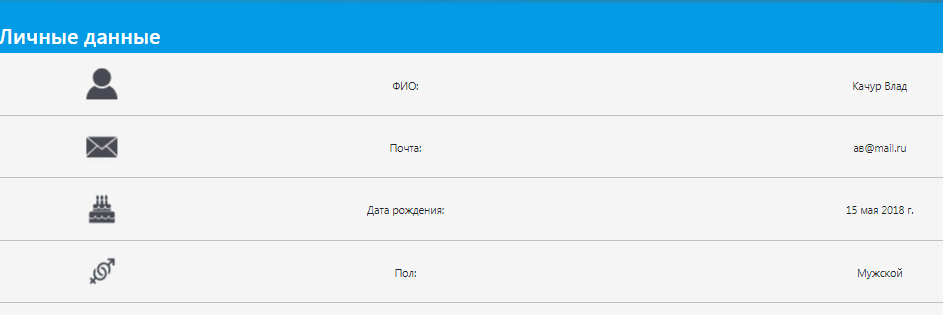 Личные данные
ФИО: Качур Влад
Почта: ав@mail.ru
Дата рождения: 15 мая 2018 г.
Пол: Мужской